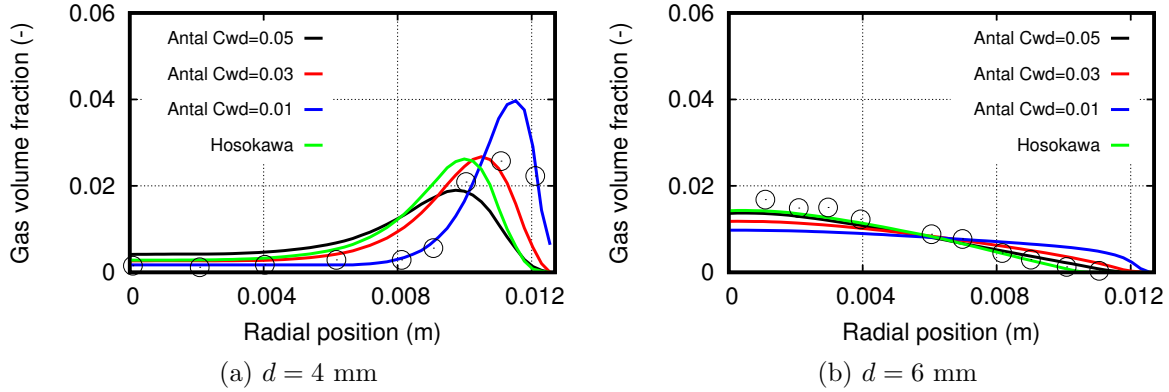 Gas volume fraction (-)
0.06
0.04
0.02
0
Antal Cwd=0.05
Antal Cwd=0.03
Antal Cwd=0.01
Hosokawa
0 0.004 0.008 0.012
Radial position (m)
(a) d = 4 mm
Gas volume fraction (-)
0.06
0.04
0.02
0
Antal Cwd=0.05
Antal Cwd=0.03
Antal Cwd=0.01
Hosokawa
0 0.004 0.008 0.012
Radial position (m)
(b) d = 6 mm